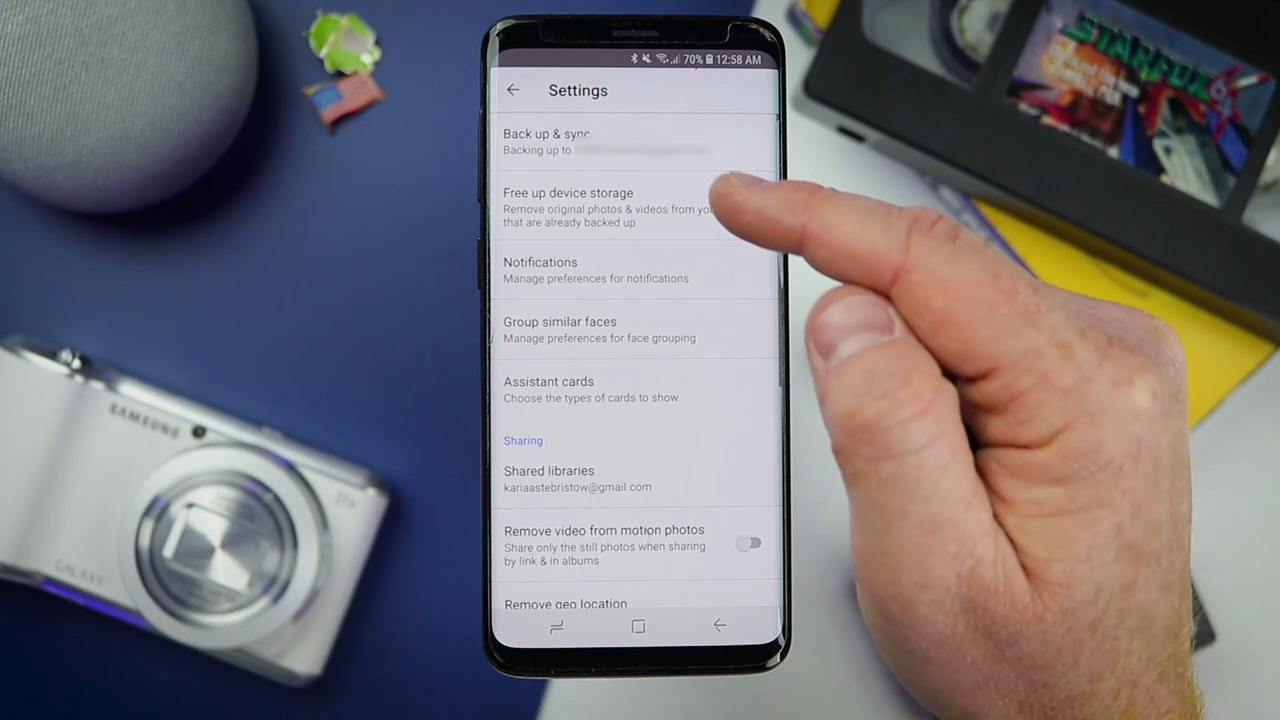 70% 12:58 AM
Settings
Back up & sync
Backing up to
Free up device storage
Remove original photos & videos from
that are already backed up
Notifications
Manage preferences for notifications
Group similar faces
Manage preferences for face grouping
Assistant cards
Choose the types of cards to show
Sharing
Shared libraries
kariaastebristow@gmail.com
Remove video from motion photos
Share only the still photos when sharing
by link & in albums
Remove geo location
STARFOX 64
SAMSUNG
GALAXY